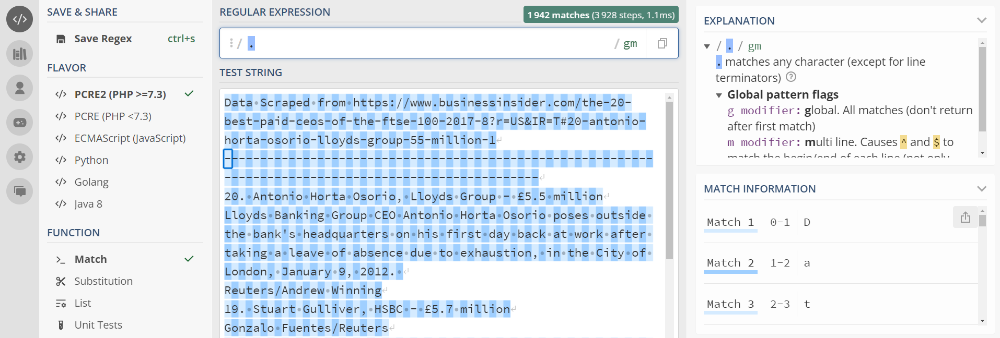 SAVE & SHARE
Save Regex ctrl+s
FLAVOR
PCRE2 (PHP >=7.3)
PCRE (PHP <7.3)
ECMAScript (JavaScript)
Python
Golang
Java 8
FUNCTION
Match
Substitution
List
Unit Tests
REGULAR EXPRESSION
1 942 matches (3 928 steps, 1.1ms)
/ . / gm
TEST STRING
Data Scraped from https://www.businessinsider.com/the-20-
best-paid-ceos-of-the-ftse-100-2017-8?r=US&IR=T#20-antonio-
horta-osorio-lloyds-group-55-million-1
------------------------------------------------------------
--------------------------------------------
20. Antonio Horta Osorio, Lloyds Group - £5.5 million
Lloyds Banking Group CEO Antonio Horta Osorio poses outside
the bank's headquarters on his first day back at work after
taking a leave of absence due to exhaustion, in the City of
London, January 9, 2012.
Reuters/Andrew Winning
19. Stuart Gulliver, HSBC - £5.7 million
Gonzalo Fuentes/Reuters
EXPLANATION
/ . / gm
. matches any character (except for line
terminators)
Global pattern flags
g modifier: global. All matches (don't return
after first match)
m modifier: multi line. Causes ^ and $ to
match the begin/end of each line (not only
MATCH INFORMATION
Match 1 0-1 D
Match 2 1-2 a
Match 3 2-3 t